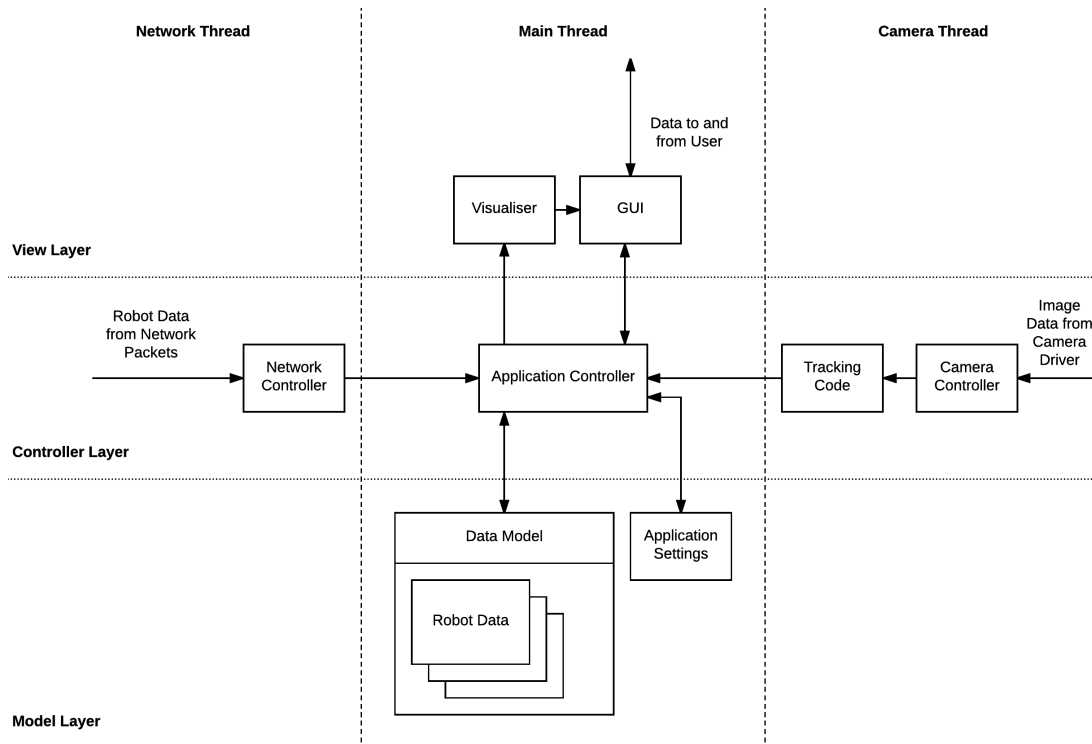 Network Thread
Main Thread
Camera Thread
Data to and
from User
Visualiser
GUI
View Layer
Robot Data
from Network
Packets
Image
Data from
Camera
Driver
Network
Controller
Application Controller
Tracking
Code
Camera
Controller
Controller Layer
Data Model
Application
Settings
Robot Data
Model Layer